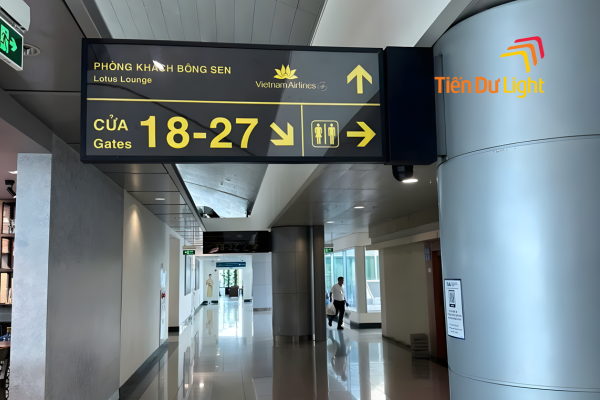 PHÒNG KHÁCH BÔNG SEN
Lotus Lounge
Vietnam Airlines
CỬA
Gates
18-27
Tiến Dư Light